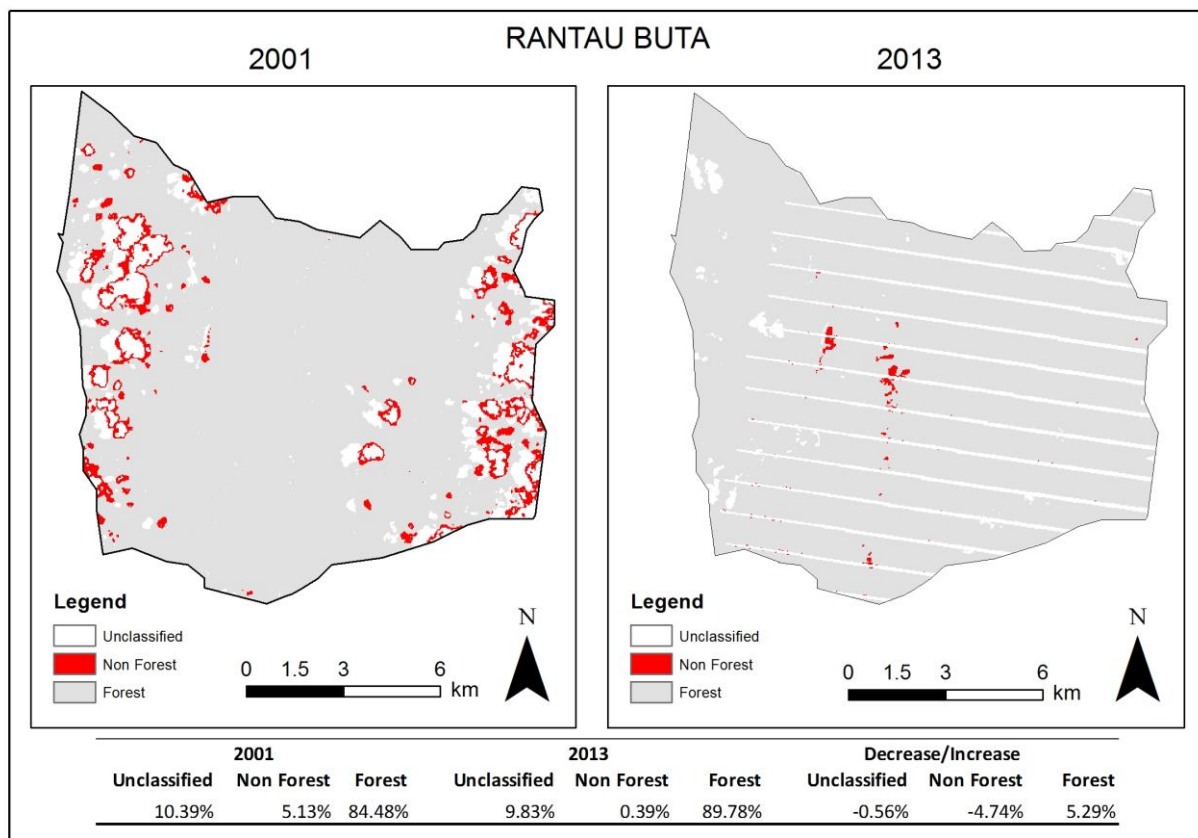 RANTAU BUTA
2001
2013
Legend
Unclassified
Non Forest
Forest
0 1.5 3 6
km
N
Legend
Unclassified
Non Forest
Forest
0 1.5 3 6
km
N
2001 2013 Decrease/Increase
Unclassified Non Forest Forest Unclassified Non Forest Forest Unclassified Non Forest Forest
10.39% 5.13% 84.48% 9.83% 0.39% 89.78% -0.56% -4.74% 5.29%